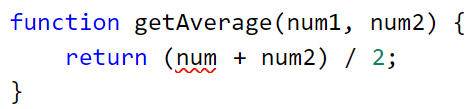 function getAverage(num1, num2) {
    return (num + num2) / 2;
}